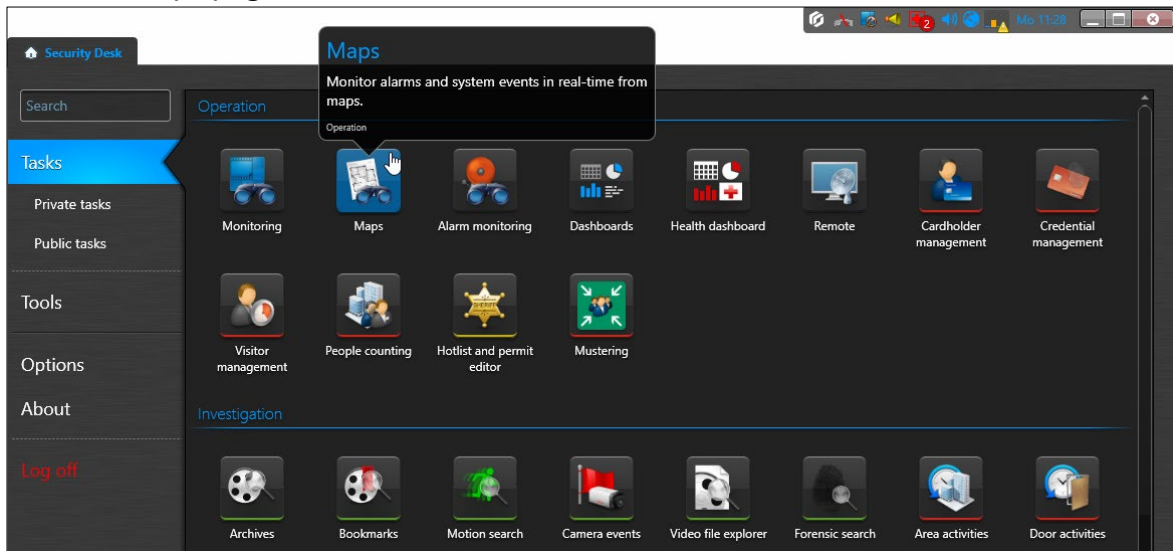 2
Mo 11:28
Security Desk
Maps
Monitor alarms and system events in real-time from
maps.
Operation
Search
Operation
Tasks
Private tasks
Public tasks
Tools
Options
About
Log off
Monitoring
Maps
Alarm monitoring
Dashboards
Health dashboard
Remote
Cardholder
management
Credential
management
Visitor
management
People counting
SHERIFF
Hotlist and permit
editor
Mustering
Investigation
Archives
Bookmarks
Motion search
Camera events
Video file explorer
Forensic search
Area activities
Door activities